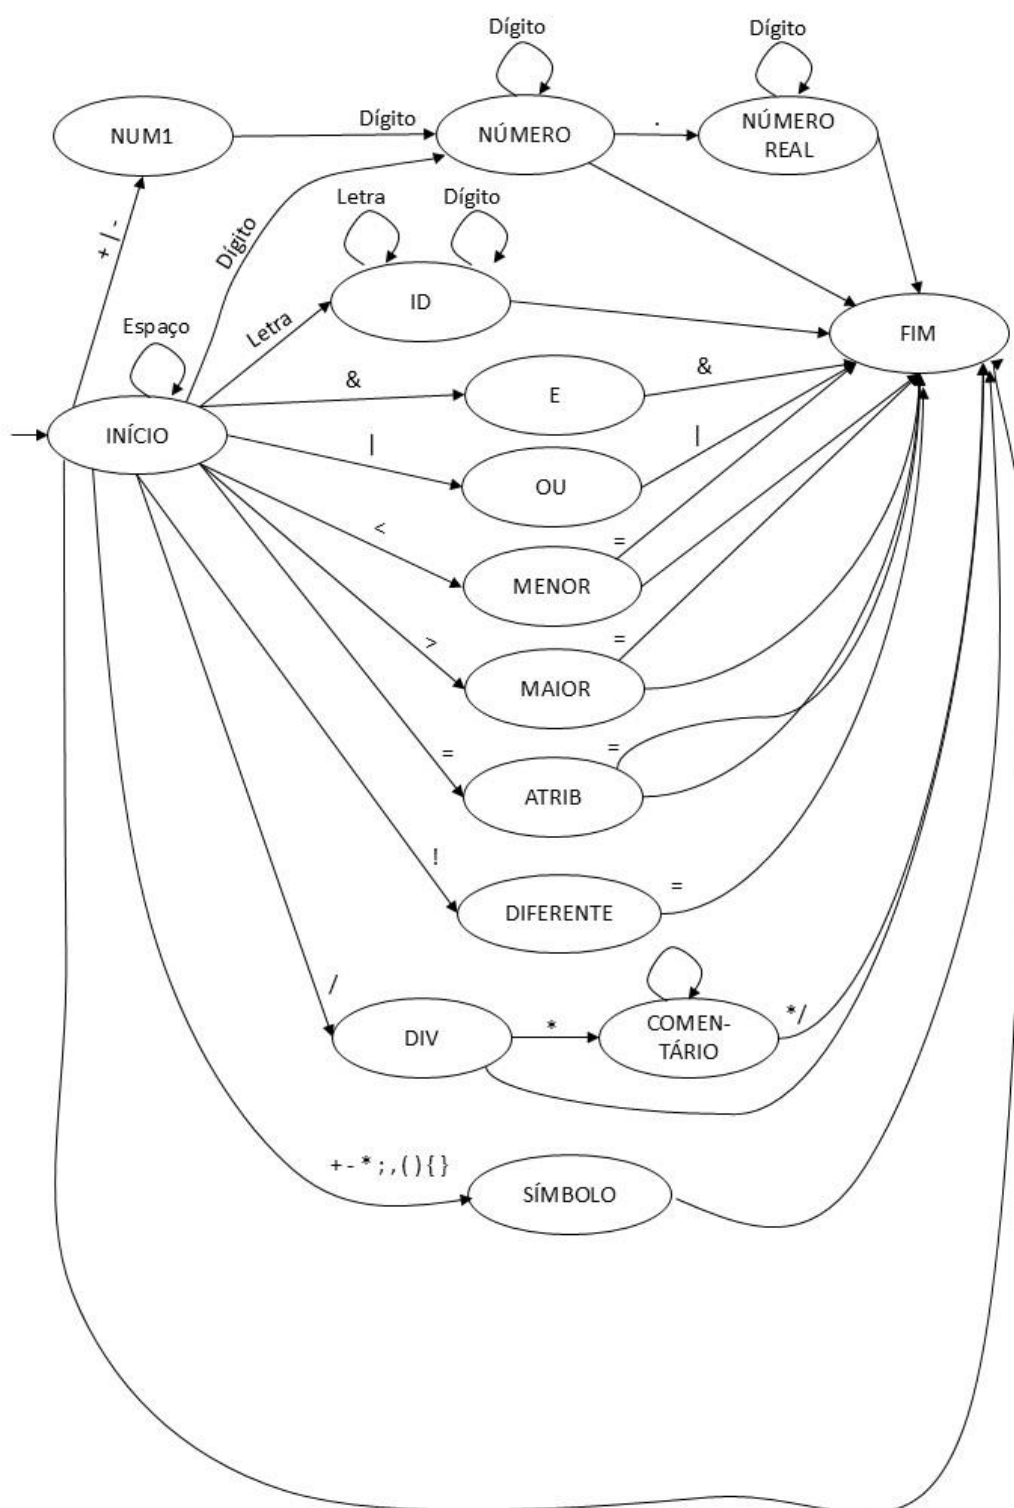 Dígito
Dígito
NUM1
Dígito
NÚMERO
.
NÚMERO
REAL
+ | -
Dígito
Letra
Dígito
Letra
ID
FIM
Espaço
INÍCIO
&
E
&
|
OU
|
<
MENOR
=
>
MAIOR
=
=
ATRIB
=
!
DIFERENTE
=
/
DIV
*
COMEN-
TÁRIO
*/
+ - * ; , ( ) { }
SÍMBOLO